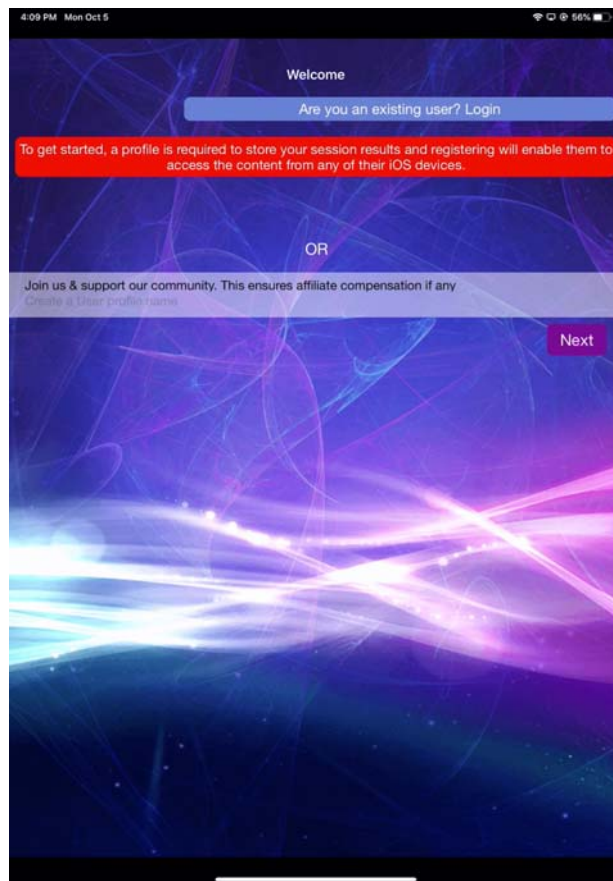 4:09 PM Mon Oct 5
56%
Welcome
Are you an existing user? Login
To get started, a profile is required to store your session results and registering will enable them to
access the content from any of their iOS devices.
OR
Join us & support our community. This ensures affiliate compensation if any
Create a User profile name
Next